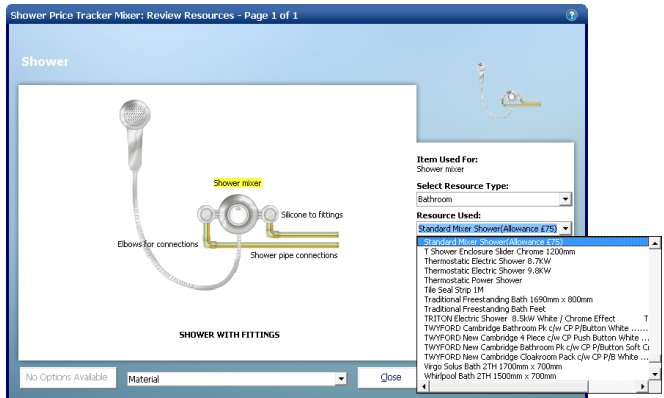 Shower Price Tracker Mixer: Review Resources - Page 1 of 1
?
Shower
Shower mixer
Silicone to fittings
Elbows for connections
Shower pipe connections
SHOWER WITH FITTINGS
Item Used For:
Shower mixer
Select Resource Type:
Bathroom
Resource Used:
Standard Mixer Shower(Allowance £75)
Standard Mixer Shower(Allowance £75)
T Shower Enclosure Slider Chrome 1200mm
Thermostatic Electric Shower 8.7KW
Thermostatic Electric Shower 9.8KW
Thermostatic Power Shower
Tile Seal Strip 1M
Traditional Freestanding Bath 1690mm x 800mm
Traditional Freestanding Bath Feet
TRITON Electric Shower 8.5kW White / Chrome Effect T
TWYFORD Cambridge Bathroom Pk c/w CP P/Button White ......
TWYFORD New Cambridge 4 Piece c/w CP Push Button White ...
TWYFORD New Cambridge Bathroom Pk c/w CP P/Button Soft Cr
TWYFORD New Cambridge Cloakroom Pack c/w CP P/B White ...
Virgo Solus Bath 2TH 1700mm x 700mm
Whirlpool Bath 2TH 1500mm x 700mm
No Options Available
Material
Close